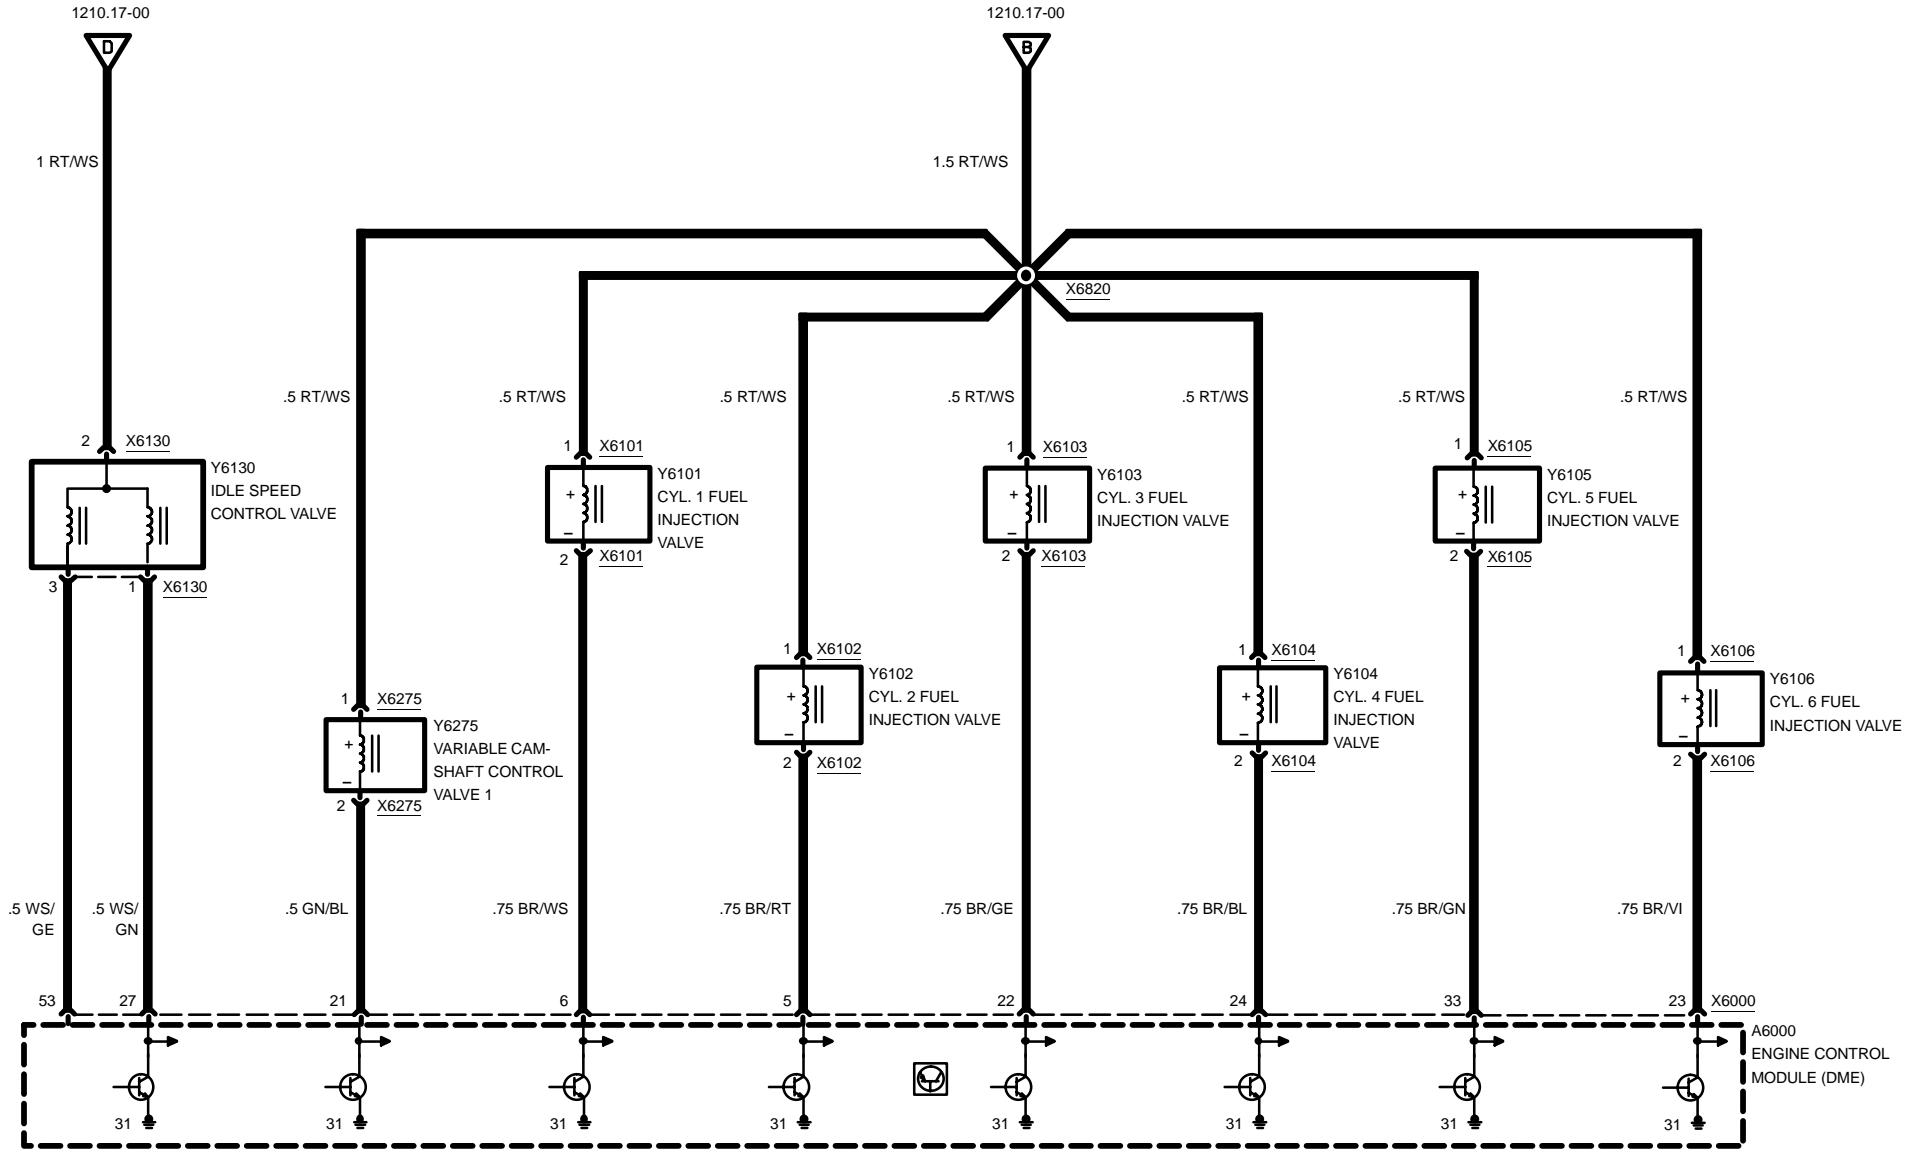 1210.17-00
1210.17-00
D
B
1 RT/WS
1.5 RT/WS
X6820
.5 RT/WS
.5 RT/WS
.5 RT/WS
.5 RT/WS
.5 RT/WS
.5 RT/WS
.5 RT/WS
2 X6130
Y6130
IDLE SPEED
CONTROL VALVE
3
1 X6130
1 X6101
+
–
Y6101
CYL. 1 FUEL
INJECTION
VALVE
2 X6101
1 X6103
+
–
Y6103
CYL. 3 FUEL
INJECTION VALVE
2 X6103
1 X6105
+
–
Y6105
CYL. 5 FUEL
INJECTION VALVE
2 X6105
1 X6275
+
–
Y6275
VARIABLE CAM-
SHAFT CONTROL
VALVE 1
2 X6275
1 X6102
+
–
Y6102
CYL. 2 FUEL
INJECTION VALVE
2 X6102
1 X6104
+
–
Y6104
CYL. 4 FUEL
INJECTION
VALVE
2 X6104
1 X6106
+
–
Y6106
CYL. 6 FUEL
INJECTION VALVE
2 X6106
.5 WS/
GE
.5 WS/
GN
.5 GN/BL
.75 BR/WS
.75 BR/RT
.75 BR/GE
.75 BR/BL
.75 BR/GN
.75 BR/VI
53
27
21
6
5
22
24
33
23
X6000
A6000
ENGINE CONTROL
MODULE (DME)
31
31
31
31
31
31
31
31